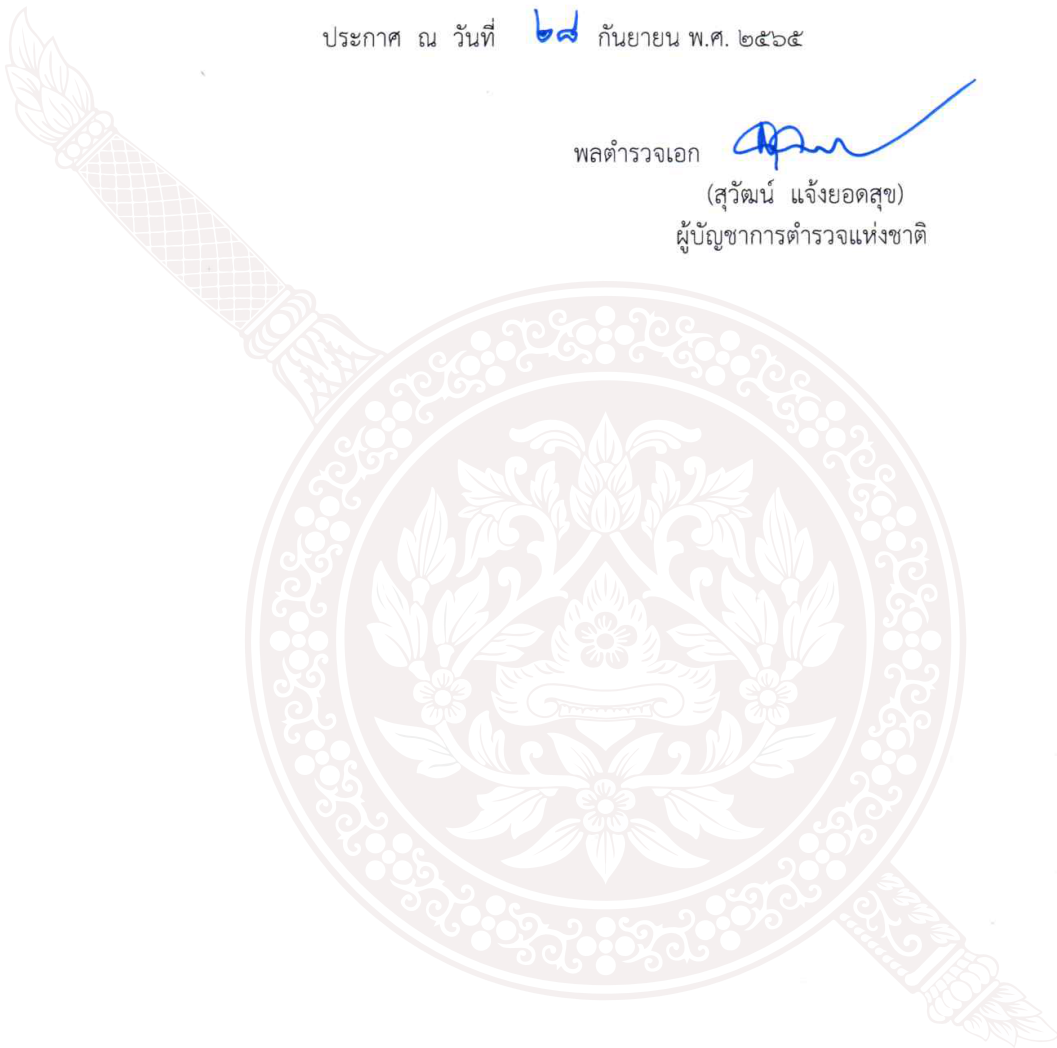 ประกาศ ณ วันที่ ๒๘ กันยายน พ.ศ. ๒๕๖๕
พลตำรวจเอก
(สุวัฒน์ แจ้งยอดสุข)
ผู้บัญชาการตำรวจแห่งชาติ